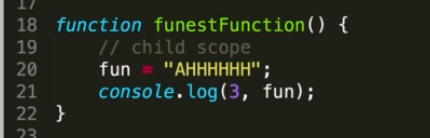 17
18 function funestFunction() {
19 // child scope
20 fun = "AHHHHHH";
21 console.log(3, fun);
22 }
23